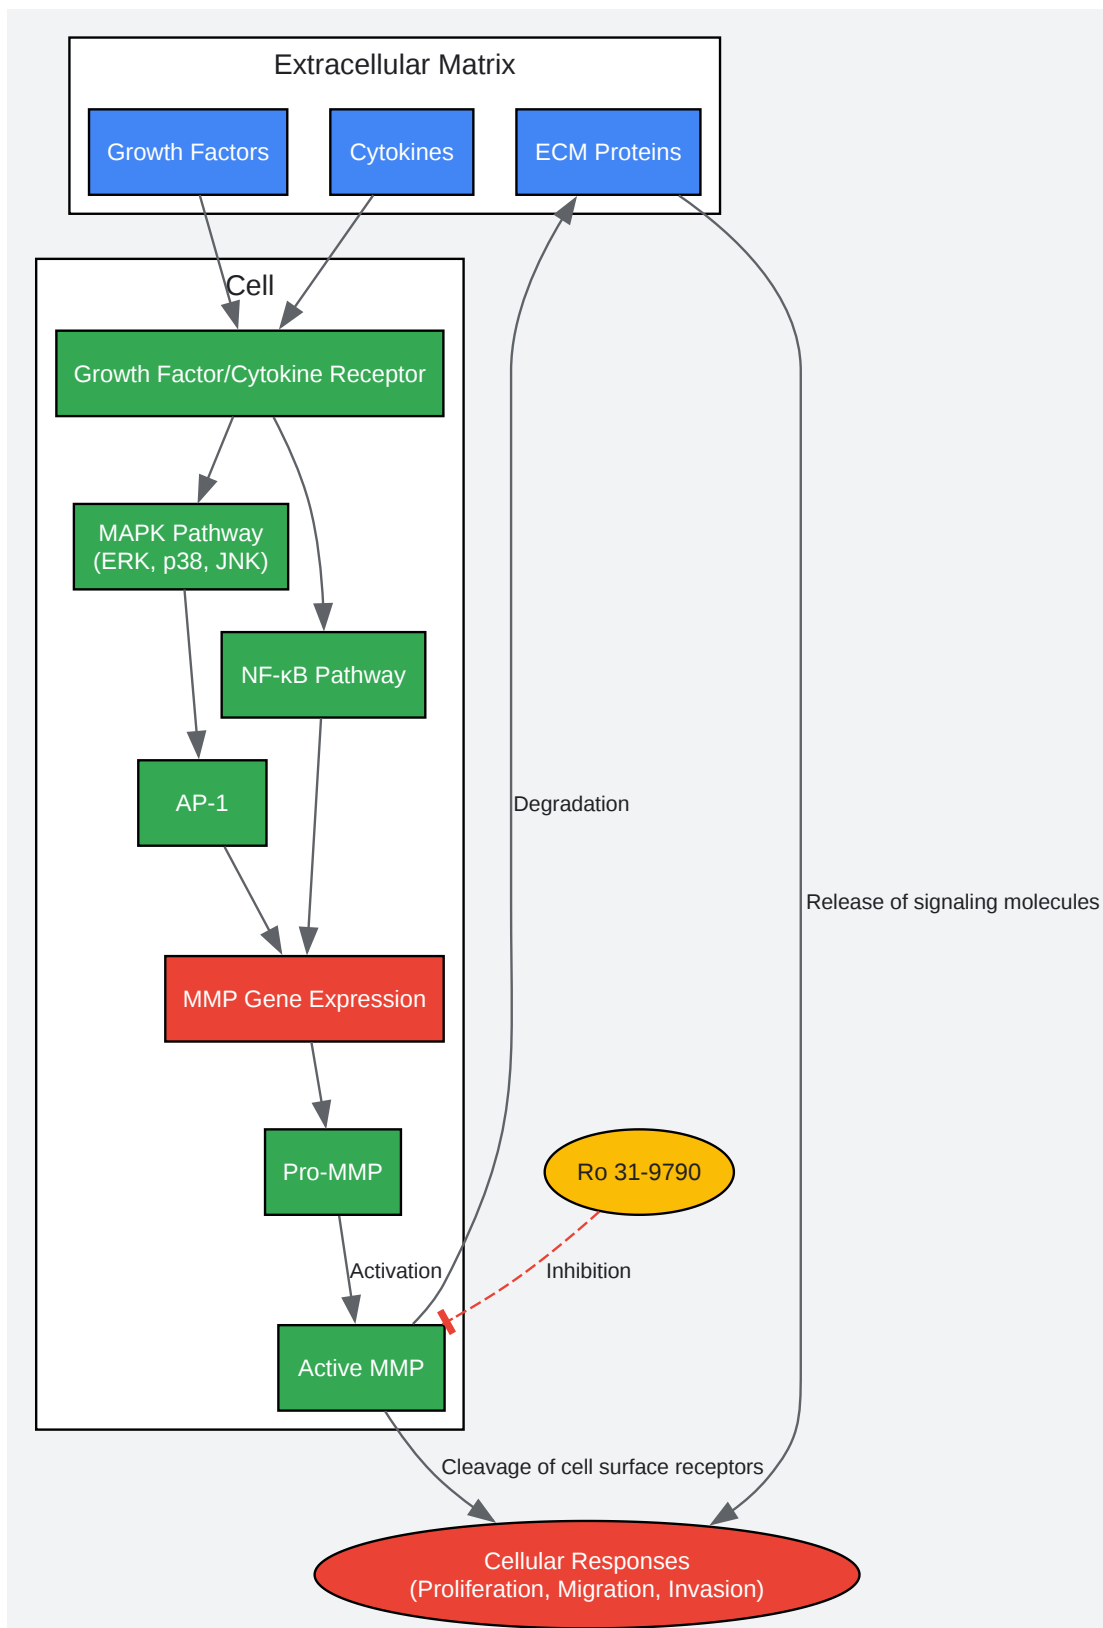 Extracellular Matrix
Growth Factors
Cytokines
ECM Proteins
Cell
Growth Factor/Cytokine Receptor
MAPK Pathway
(ERK, p38, JNK)
NF-κB Pathway
AP-1
Degradation
Release of signaling molecules
MMP Gene Expression
Pro-MMP
Ro 31-9790
Activation
Inhibition
Active MMP
Cleavage of cell surface receptors
Cellular Responses
(Proliferation, Migration, Invasion)